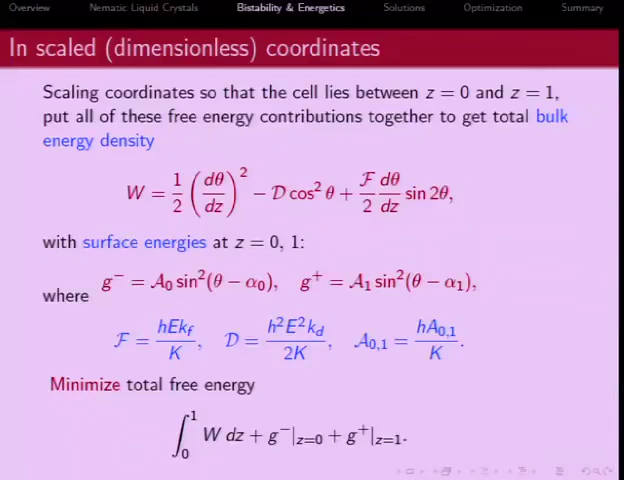 Overview Nematic Liquid Crystals Bistability & Energetics Solutions Optimization Summary
In scaled (dimensionless) coordinates
Scaling coordinates so that the cell lies between z = 0 and z = 1,
put all of these free energy contributions together to get total bulk
energy density
W = 1/2 (dθ/dz)^2 − 𝒟 cos^2 θ + ℱ/2 dθ/dz sin 2θ,
with surface energies at z = 0, 1:
g^− = 𝒜_0 sin^2(θ − α_0), g^+ = 𝒜_1 sin^2(θ − α_1),
where
ℱ = hEk_f/K, 𝒟 = h^2E^2k_d/2K, 𝒜_{0,1} = hA_{0,1}/K.
Minimize total free energy
∫_0^1 W dz + g^−|_{z=0} + g^+|_{z=1}.